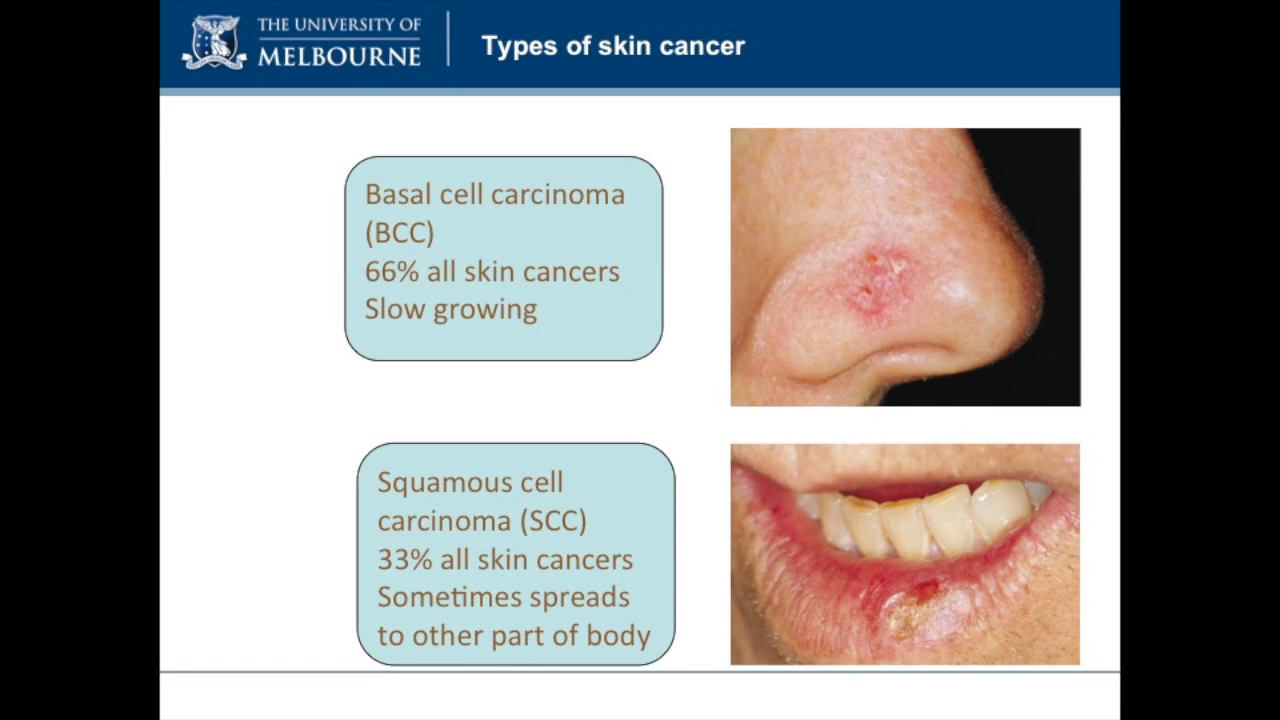 THE UNIVERSITY OF
MELBOURNE
Types of skin cancer
Basal cell carcinoma
(BCC)
66% all skin cancers
Slow growing
Squamous cell
carcinoma (SCC)
33% all skin cancers
Sometimes spreads
to other part of body